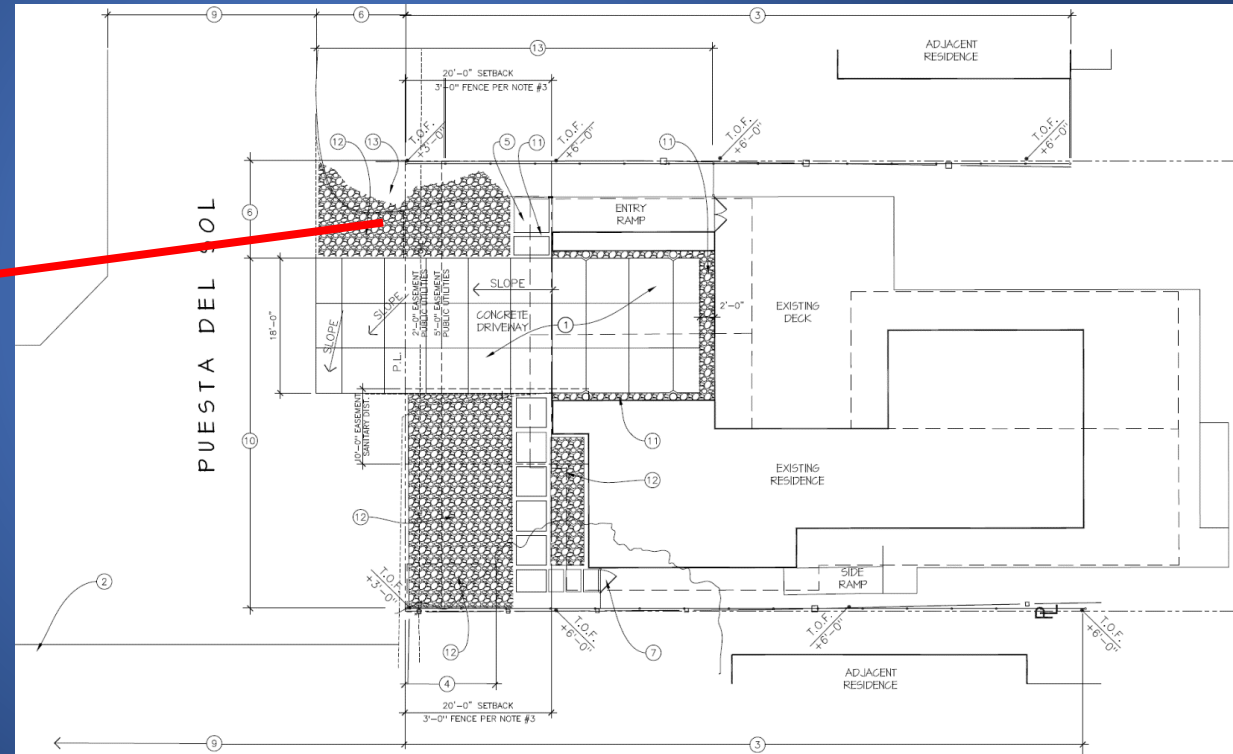 9
6
3
13
ADJACENT
RESIDENCE
20'-0" SETBACK
3'-0" FENCE PER NOTE #3
T.O.F.
+3'-0"
T.O.F.
+6'-0"
T.O.F.
+6'-0"
T.O.F.
+6'-0"
12
13
5
11
11
6
ENTRY
RAMP
PUESTA DEL SOL
18'-0"
SLOPE
SLOPE
SLOPE
P.L.
2'-0" EASEMENT
PUBLIC UTILITIES
5'-0" EASEMENT
PUBLIC UTILITIES
CONCRETE
DRIVEWAY
1
2'-0"
EXISTING
DECK
10'-0" EASEMENT
SANITARY DIST.
11
10
EXISTING
RESIDENCE
12
12
2
12
T.O.F.
+3'-0"
SIDE
RAMP
T.O.F.
+6'-0"
7
T.O.F.
+6'-0"
T.O.F.
+6'-0"
4
ADJACENT
RESIDENCE
20'-0" SETBACK
3'-0" FENCE PER NOTE #3
9
3